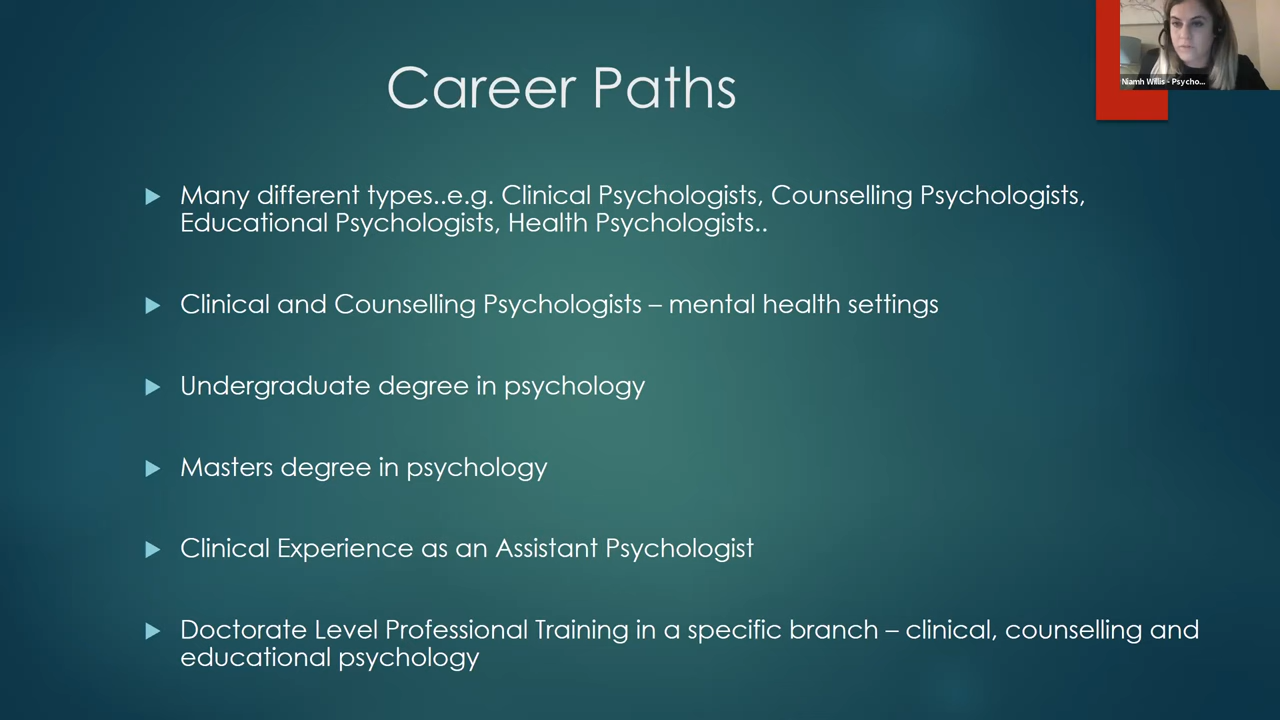 Career Paths
Niamh Willis - Psycho...
Many different types..e.g. Clinical Psychologists, Counselling Psychologists,
Educational Psychologists, Health Psychologists..
Clinical and Counselling Psychologists – mental health settings
Undergraduate degree in psychology
Masters degree in psychology
Clinical Experience as an Assistant Psychologist
Doctorate Level Professional Training in a specific branch – clinical, counselling and
educational psychology